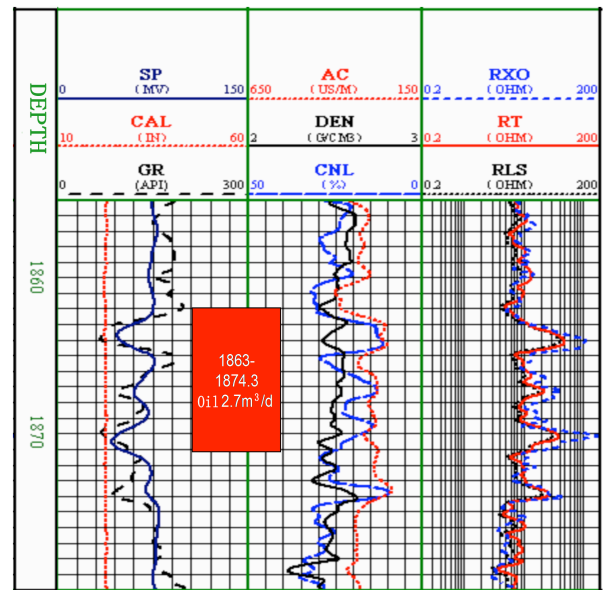 DEPTH
SP
0 (MV) 150
CAL
10 (IN) 60
GR
0 (API) 300
AC
650 (US/M) 150
DEN
2 (G/CM3) 3
CNL
50 (%) 0
RXO
0.2 (OHM) 200
RT
0.2 (OHM) 200
RLS
0.2 (OHM) 200
1860
1870
1863-
1874.3
0i12.7m³/d